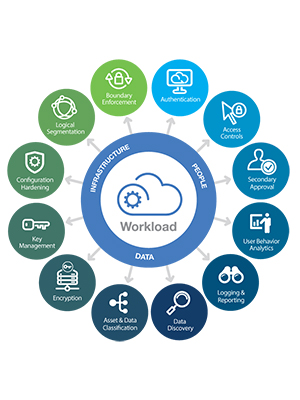 Boundary
Enforcement
Authentication
Access
Controls
Secondary
Approval
User Behavior
Analytics
Logging &
Reporting
Data
Discovery
Asset & Data
Classification
Encryption
Key
Management
Configuration
Hardening
Logical
Segmentation
INFRASTRUCTURE
PEOPLE
DATA
Workload